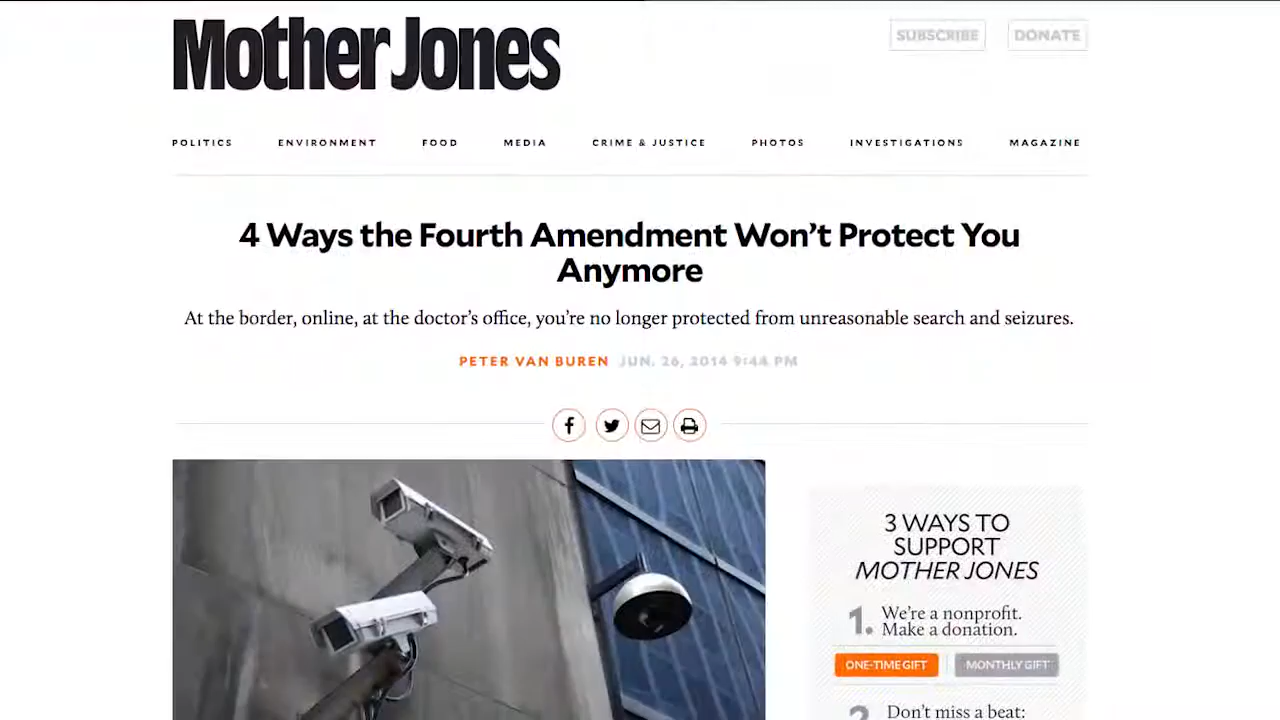 Mother Jones
SUBSCRIBE DONATE
POLITICS ENVIRONMENT FOOD MEDIA CRIME & JUSTICE PHOTOS INVESTIGATIONS MAGAZINE
4 Ways the Fourth Amendment Won't Protect You
Anymore
At the border, online, at the doctor's office, you're no longer protected from unreasonable search and seizures.
PETER VAN BUREN JUN. 26, 2014 9:44 PM
3 WAYS TO
SUPPORT
MOTHER JONES
1. We're a nonprofit.
Make a donation.
ONE-TIME GIFT MONTHLY GIFT
2 Don't miss a beat: